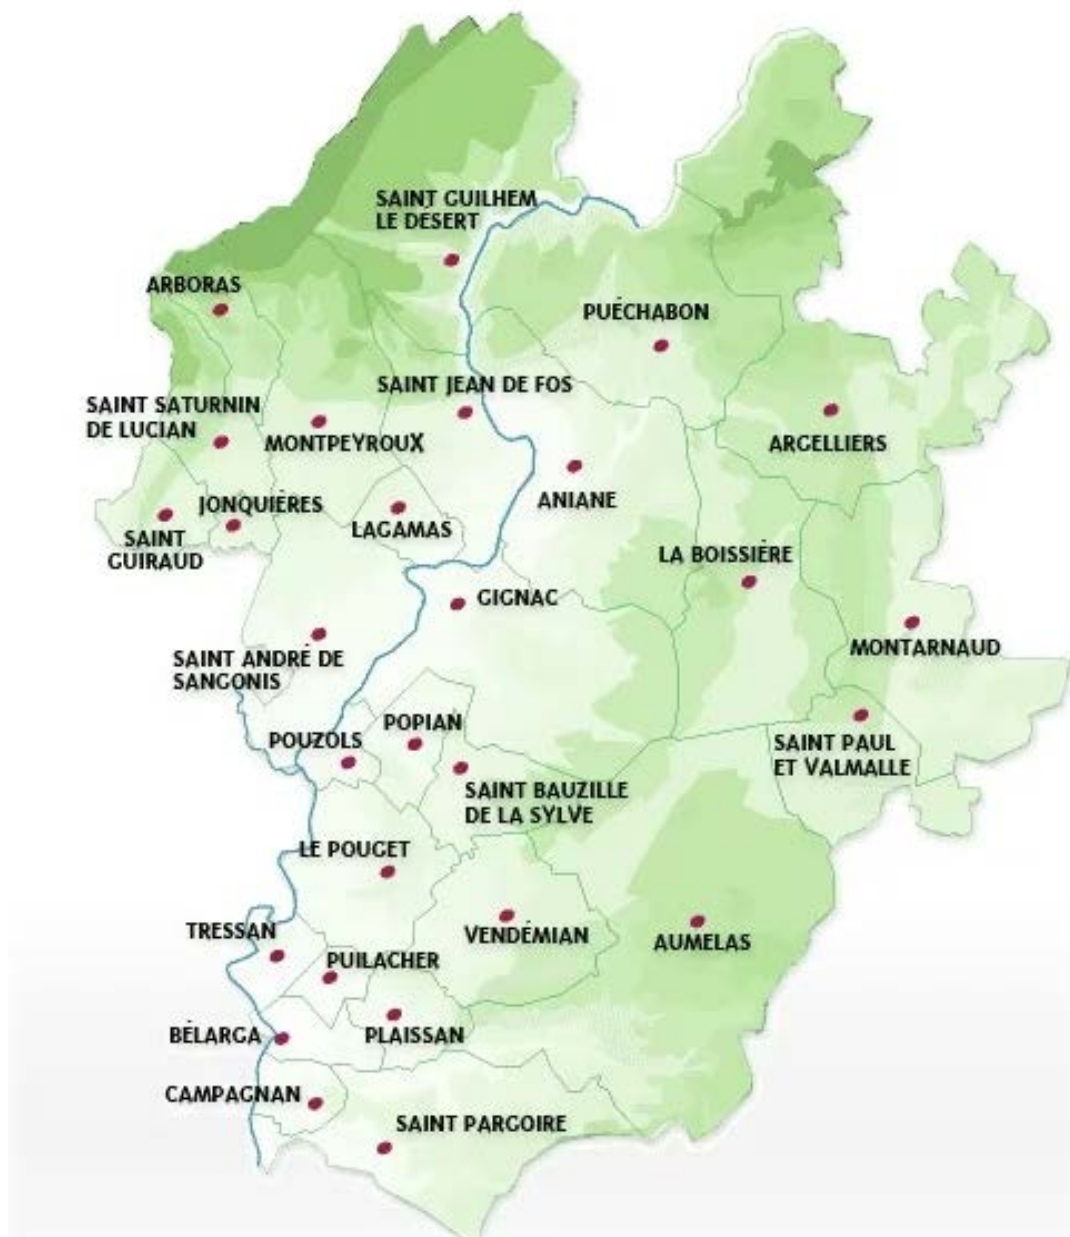 SAINT GUILHEM
LE DÉSERT
ARBORAS
PUÉCHABON
SAINT JEAN DE FOS
SAINT SATURNIN
DE LUCIAN
MONTPEYROUX
ARGELLIERS
JONQUIÈRES
ANIANE
LAGAMAS
SAINT
GUIRAUD
LA BOISSIÈRE
GIGNAC
MONTARNAUD
SAINT ANDRÉ DE
SANGONIS
POPIAN
POUZOLS
SAINT PAUL
ET VALMALLE
SAINT BAUZILLE
DE LA SYLVE
LE POUGET
TRESSAN
VENDÉMIAN
AUMELAS
PUILACHER
BÉLARGA
PLAISSAN
CAMPAGNAN
SAINT PARGOIRE